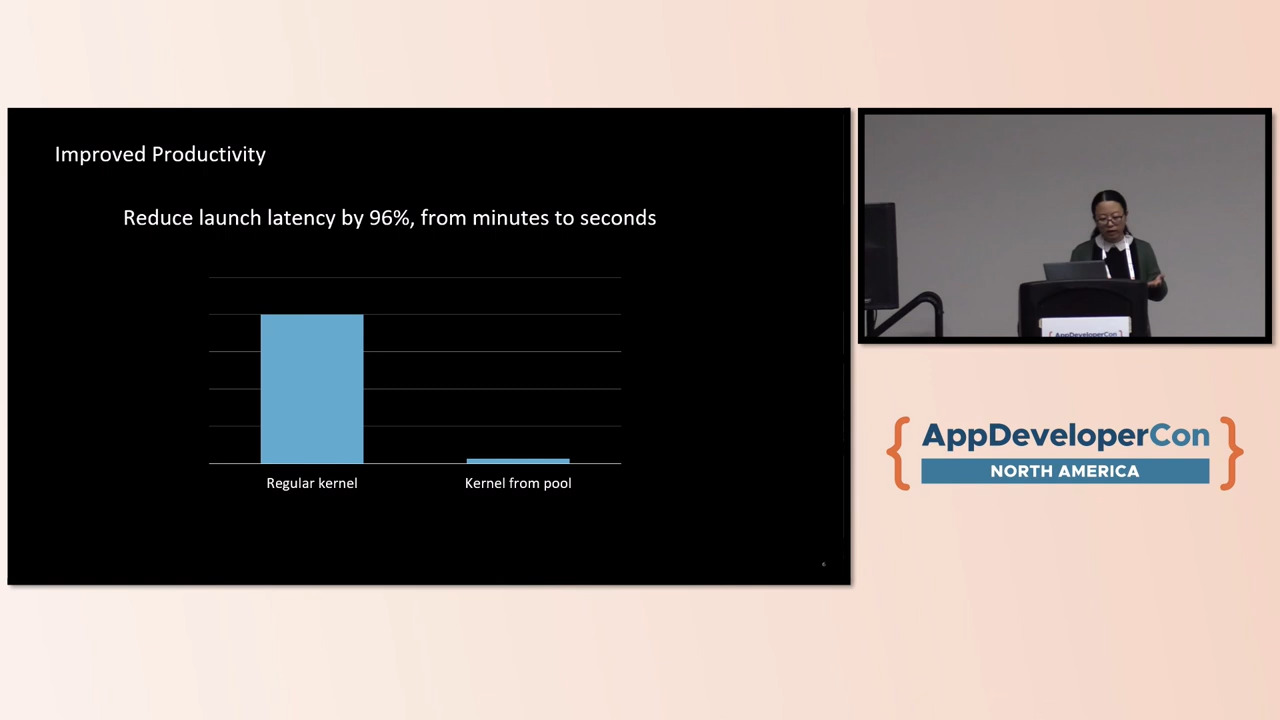 Improved Productivity
Reduce launch latency by 96%, from minutes to seconds
Regular kernel
Kernel from pool
{ AppDeveloperCon }
{ AppDeveloperCon }
NORTH AMERICA